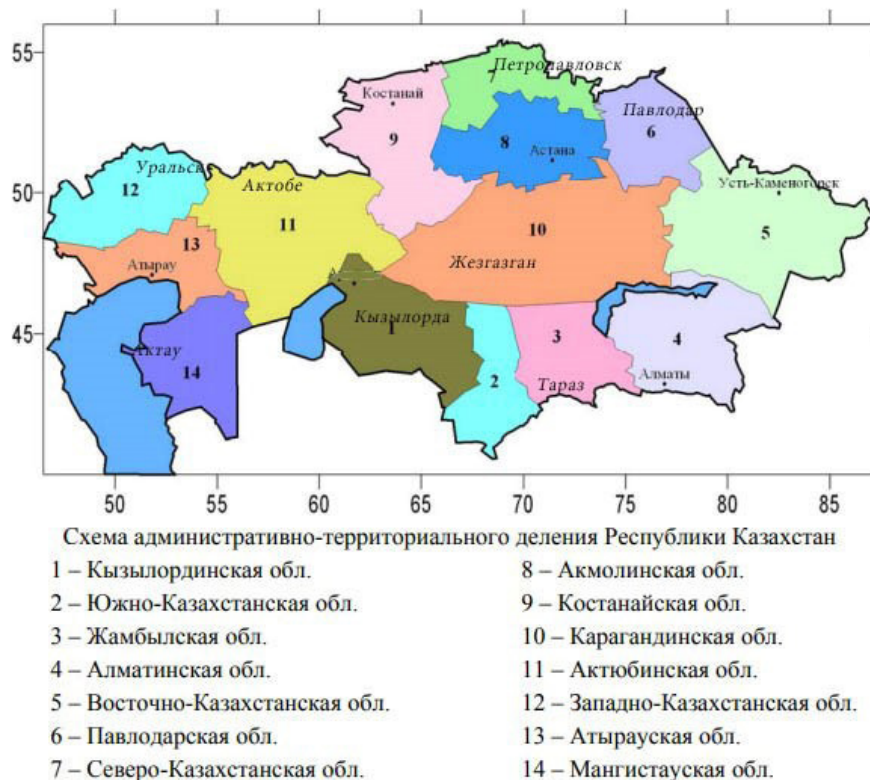 55
Петропавловск
7
Костанай
Павлодар
9
8
6
Астана
50
Уральск
Актобе
Усть-Каменогорск
12
11
10
5
13
Атырау
Жезгазган
45
Кызылорда
1
3
4
Актау
14
2
Тараз
Алматы
50 55 60 65 70 75 80 85
Схема административно-территориального деления Республики Казахстан
1 – Кызылординская обл.
2 – Южно-Казахстанская обл.
3 – Жамбылская обл.
4 – Алматинская обл.
5 – Восточно-Казахстанская обл.
6 – Павлодарская обл.
7 – Северо-Казахстанская обл.
8 – Акмолинская обл.
9 – Костанайская обл.
10 – Карагандинская обл.
11 – Актюбинская обл.
12 – Западно-Казахстанская обл.
13 – Атырауская обл.
14 – Мангистауская обл.